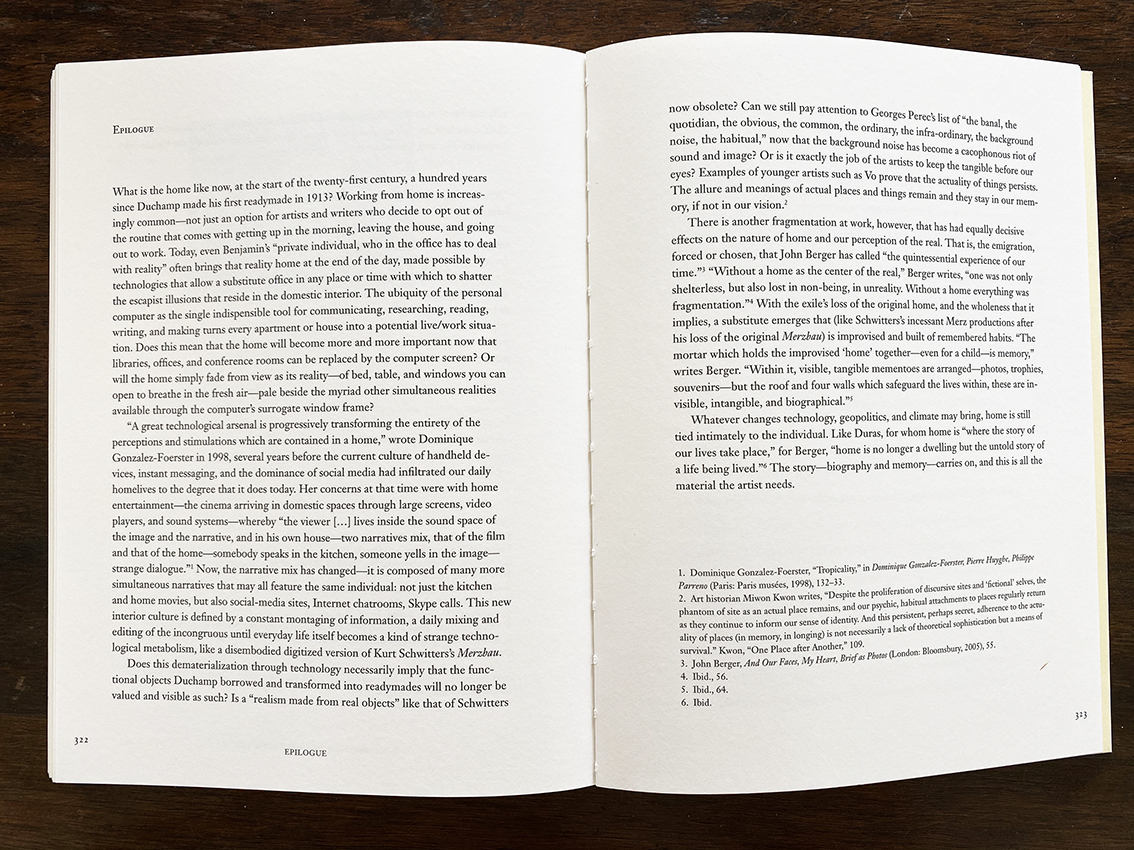 EPILOGUE
What is the home like now, at the start of the twenty-first century, a hundred years
since Duchamp made his first readymade in 1913? Working from home is increas-
ingly common—not just an option for artists and writers who decide to opt out of
the routine that comes with getting up in the morning, leaving the house, and going
out to work. Today, even Benjamin’s “private individual, who in the office has to deal
with reality” often brings that reality home at the end of the day, made possible by
technologies that allow a substitute office in any place or time with which to shatter
the escapist illusions that reside in the domestic interior. The ubiquity of the personal
computer as the single indispensible tool for communicating, researching, reading,
writing, and making turns every apartment or house into a potential live/work situa-
tion. Does this mean that the home will become more and more important now that
libraries, offices, and conference rooms can be replaced by the computer screen? Or
will the home simply fade from view as its reality—of bed, table, and windows you can
open to breathe in the fresh air—pale beside the myriad other simultaneous realities
available through the computer’s surrogate window frame?
“A great technological arsenal is progressively transforming the entirety of the
perceptions and stimulations which are contained in a home,” wrote Dominique
Gonzalez-Foerster in 1998, several years before the current culture of handheld de-
vices, instant messaging, and the dominance of social media had infiltrated our daily
homelives to the degree that it does today. Her concerns at that time were with home
entertainment—the cinema arriving in domestic spaces through large screens, video
players, and sound systems—whereby “the viewer […] lives inside the sound space of
the image and the narrative, and in his own house—two narratives mix, that of the film
and that of the home—somebody speaks in the kitchen, someone yells in the image—
strange dialogue.”1 Now, the narrative mix has changed—it is composed of many more
simultaneous narratives that may all feature the same individual: not just the kitchen
and home movies, but also social-media sites, Internet chatrooms, Skype calls. This new
interior culture is defined by a constant montaging of information, a daily mixing and
editing of the incongruous until everyday life itself becomes a kind of strange techno-
logical metabolism, like a disembodied digitized version of Kurt Schwitters’s Merzbau.
Does this dematerialization through technology necessarily imply that the func-
tional objects Duchamp borrowed and transformed into readymades will no longer be
valued and visible as such? Is a “realism made from real objects” like that of Schwitters
322
EPILOGUE
now obsolete? Can we still pay attention to Georges Perec’s list of “the banal, the
quotidian, the obvious, the common, the ordinary, the infra-ordinary, the background
noise, the habitual,” now that the background noise has become a cacophonous riot of
sound and image? Or is it exactly the job of the artists to keep the tangible before our
eyes? Examples of younger artists such as Vo prove that the actuality of things persists.
The allure and meanings of actual places and things remain and they stay in our mem-
ory, if not in our vision.2
There is another fragmentation at work, however, that has had equally decisive
effects on the nature of home and our perception of the real. That is, the emigration,
forced or chosen, that John Berger has called “the quintessential experience of our
time.”3 “Without a home as the center of the real,” Berger writes, “one was not only
shelterless, but also lost in non-being, in unreality. Without a home everything was
fragmentation.”4 With the exile’s loss of the original home, and the wholeness that it
implies, a substitute emerges that (like Schwitters’s incessant Merz productions after
his loss of the original Merzbau) is improvised and built of remembered habits. “The
mortar which holds the improvised ‘home’ together—even for a child—is memory,”
writes Berger. “Within it, visible, tangible mementoes are arranged—photos, trophies,
souvenirs—but the roof and four walls which safeguard the lives within, these are in-
visible, intangible, and biographical.”5
Whatever changes technology, geopolitics, and climate may bring, home is still
tied intimately to the individual. Like Duras, for whom home is “where the story of
our lives take place,” for Berger, “home is no longer a dwelling but the untold story of
a life being lived.”6 The story—biography and memory—carries on, and this is all the
material the artist needs.
1. Dominique Gonzalez-Foerster, “Tropicality,” in Dominique Gonzalez-Foerster, Pierre Huyghe, Philippe
Parreno (Paris: Paris musées, 1998), 132–33.
2. Art historian Miwon Kwon writes, “Despite the proliferation of discursive sites and ‘fictional’ selves, the
phantom of site as an actual place remains, and our psychic, habitual attachments to places regularly return
as they continue to inform our sense of identity. And this persistent, perhaps secret, adherence to the actu-
ality of places (in memory, in longing) is not necessarily a lack of theoretical sophistication but a means of
survival.” Kwon, “One Place after Another,” 109.
3. John Berger, And Our Faces, My Heart, Brief as Photos (London: Bloomsbury, 2005), 55.
4. Ibid., 56.
5. Ibid., 64.
6. Ibid.
323